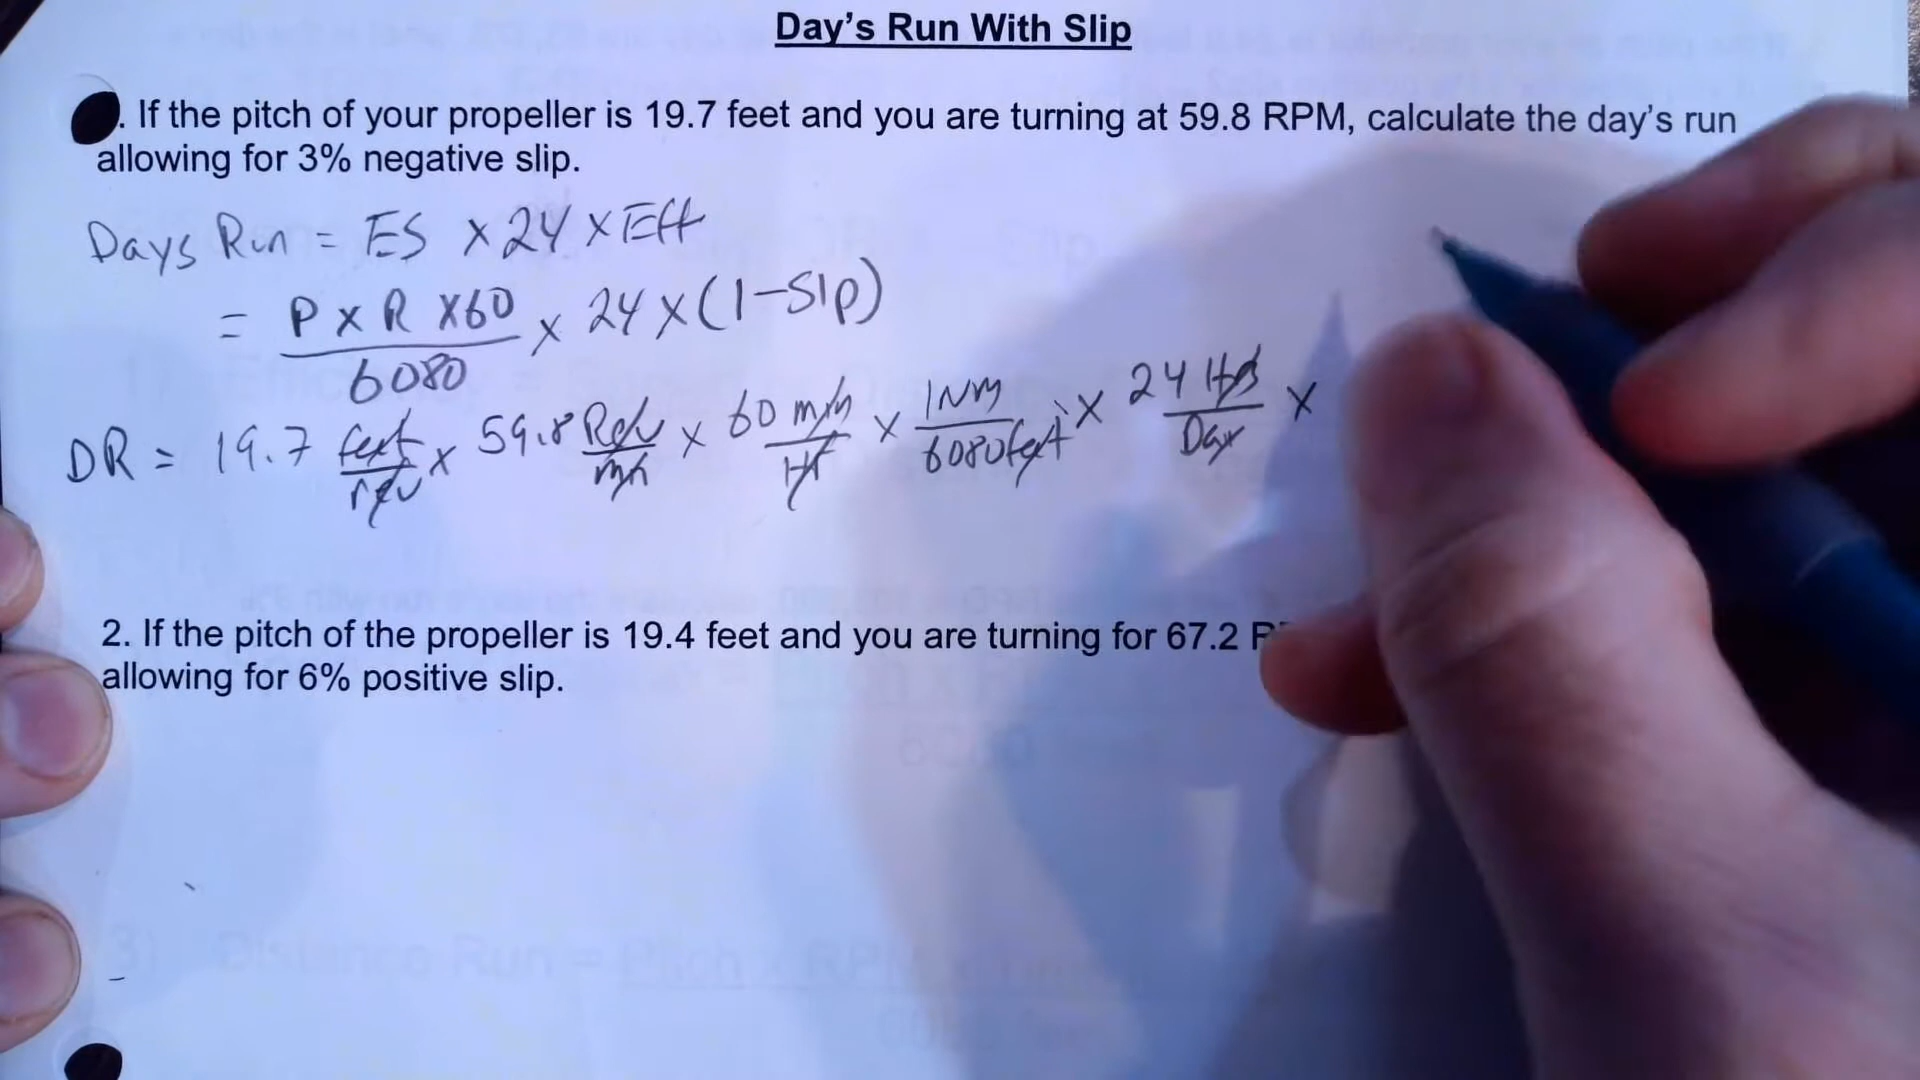 Day's Run With Slip
. If the pitch of your propeller is 19.7 feet and you are turning at 59.8 RPM, calculate the day's run
allowing for 3% negative slip.
Days Run = ES x 24 x Eff
= P x R x 60 / 6080 x 24 x (1-Slip)
DR = 19.7 feet/rev x 59.8 Rev/min x 60 min/Hr x 1NM/6080 feet x 24 Hrs/Day x
2. If the pitch of the propeller is 19.4 feet and you are turning for 67.2
allowing for 6% positive slip.